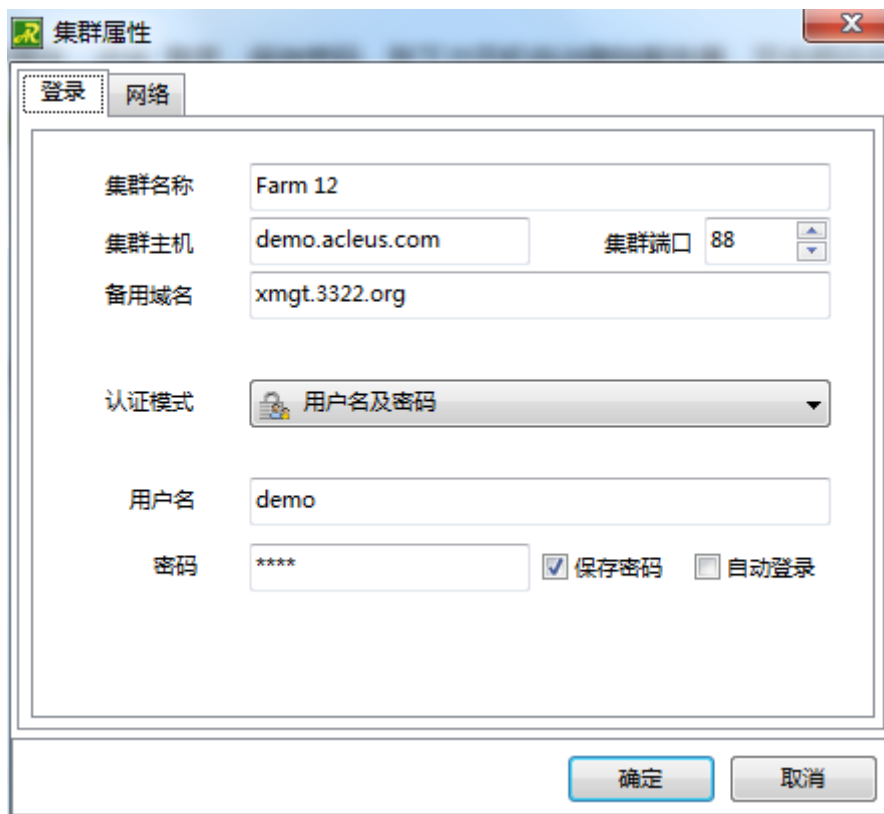 集群属性
登录 网络
集群名称 Farm 12
集群主机 demo.acleus.com 集群端口 88
备用域名 xmgt.3322.org
认证模式 用户名及密码
用户名 demo
密码 **** 保存密码 自动登录
确定 取消